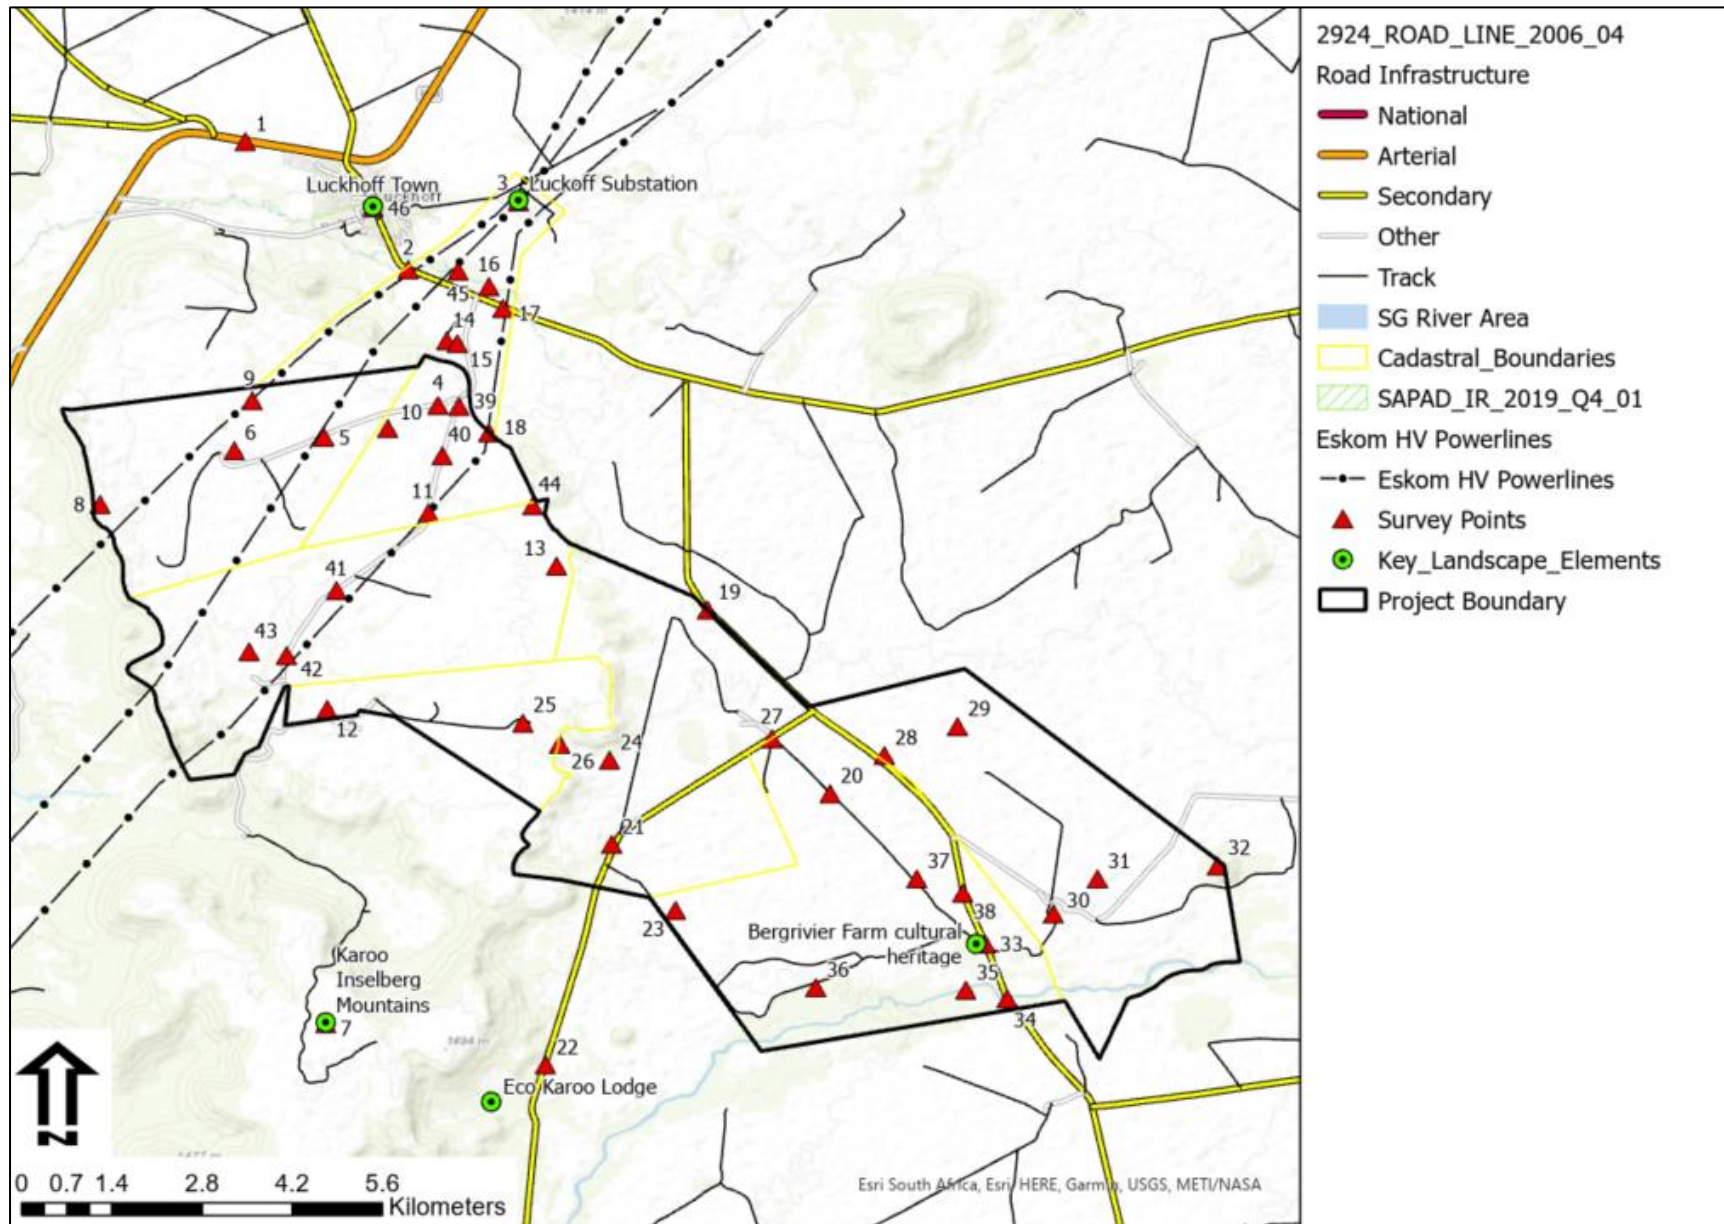 1414 m
1
Luckhoff Town
3
Luckoff Substation
Luckhoff
46
2
16
45
17
14
15
9
4
39
10
40
18
6
5
8
11
44
13
41
19
43
42
12
25
26
24
27
28
29
20
21
37
38
31
32
30
23
Bergrivier Farm cultural
heritage
33
36
35
34
Karoo
Inselberg
Mountains
7
1494 m
22
Eco Karoo Lodge
N
1477 m
0 0.7 1.4 2.8 4.2 5.6
Kilometers
Esri South Africa, Esri, HERE, Garmin, USGS, METI/NASA
2924_ROAD_LINE_2006_04
Road Infrastructure
National
Arterial
Secondary
Other
Track
SG River Area
Cadastral_Boundaries
SAPAD_IR_2019_Q4_01
Eskom HV Powerlines
Eskom HV Powerlines
Survey Points
Key_Landscape_Elements
Project Boundary